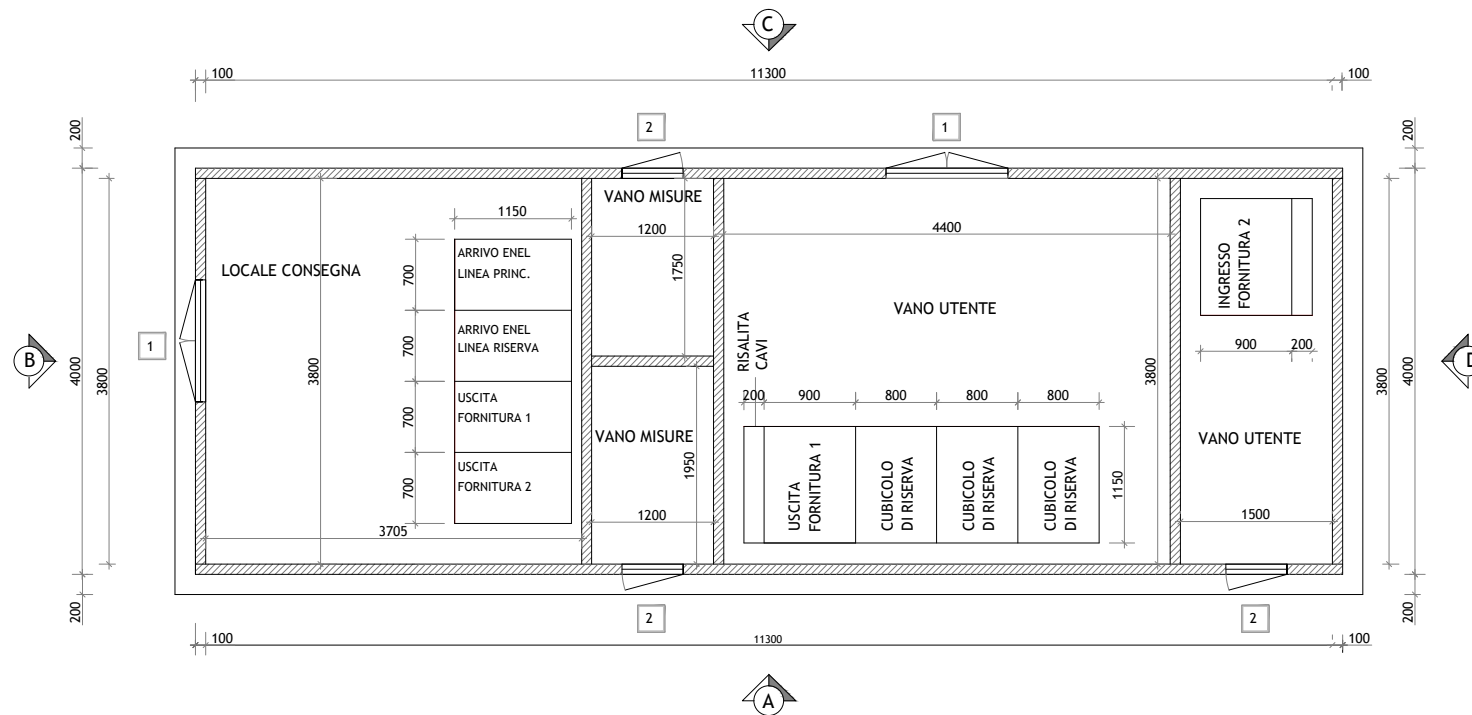 C
100
11300
100
200
2
1
200
VANO MISURE
1150
1200
4400
1750
INGRESSO
FORNITURA 2
LOCALE CONSEGNA
ARRIVO ENEL
LINEA PRINC.
700
VANO UTENTE
RISALITA
CAVI
900
200
B
1
4000
3800
3800
ARRIVO ENEL
LINEA RISERVA
700
3800
3800
4000
D
200
900
800
800
800
USCITA
FORNITURA 1
700
VANO MISURE
1950
VANO UTENTE
USCITA
FORNITURA 2
700
USCITA
FORNITURA 1
CUBICOLO
DI RISERVA
CUBICOLO
DI RISERVA
CUBICOLO
DI RISERVA
1150
3705
1200
1500
200
2
2
200
100
11300
100
A